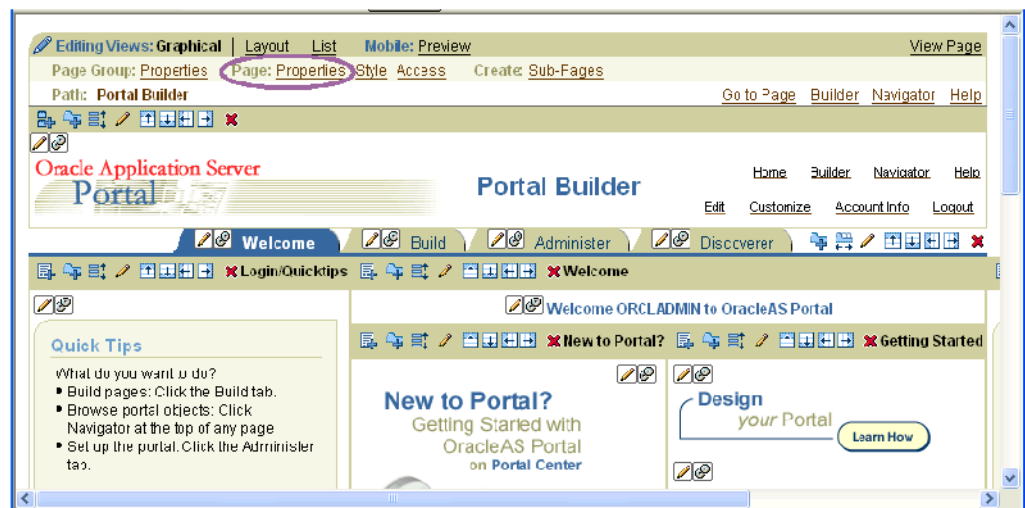 Editing Views: Graphical | Layout List Mobile: Preview View Page
Page Group: Properties Page: Properties Style Access Create: Sub-Pages
Path: Portal Builder Go to Page Builder Navigator Help
Oracle Application Server
Portal
Portal Builder
Home Builder Navigator Help
Edit Customize Account Info Logout
Welcome Build Administer Discoverer
Login/Quicktips Welcome
Welcome ORCLADMIN to OracleAS Portal
New to Portal? Getting Started
Quick Tips
What do you want to do?
Build pages: Click the Build tab.
Browse portal objects: Click
Navigator at the top of any page
Set up the portal: Click the Administer
tab.
New to Portal?
Getting Started with
OracleAS Portal
on Portal Center
Design
your Portal
Learn How